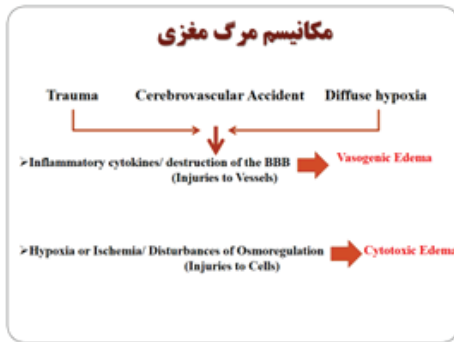 مکانیسم مرگ مغزی
Trauma Cerebrovascular Accident Diffuse hypoxia
➢Inflammatory cytokines/ destruction of the BBB
(Injuries to Vessels)
Vasogenic Edema
➢Hypoxia or Ischemia/ Disturbances of Osmoregulation
(Injuries to Cells)
Cytotoxic Edema